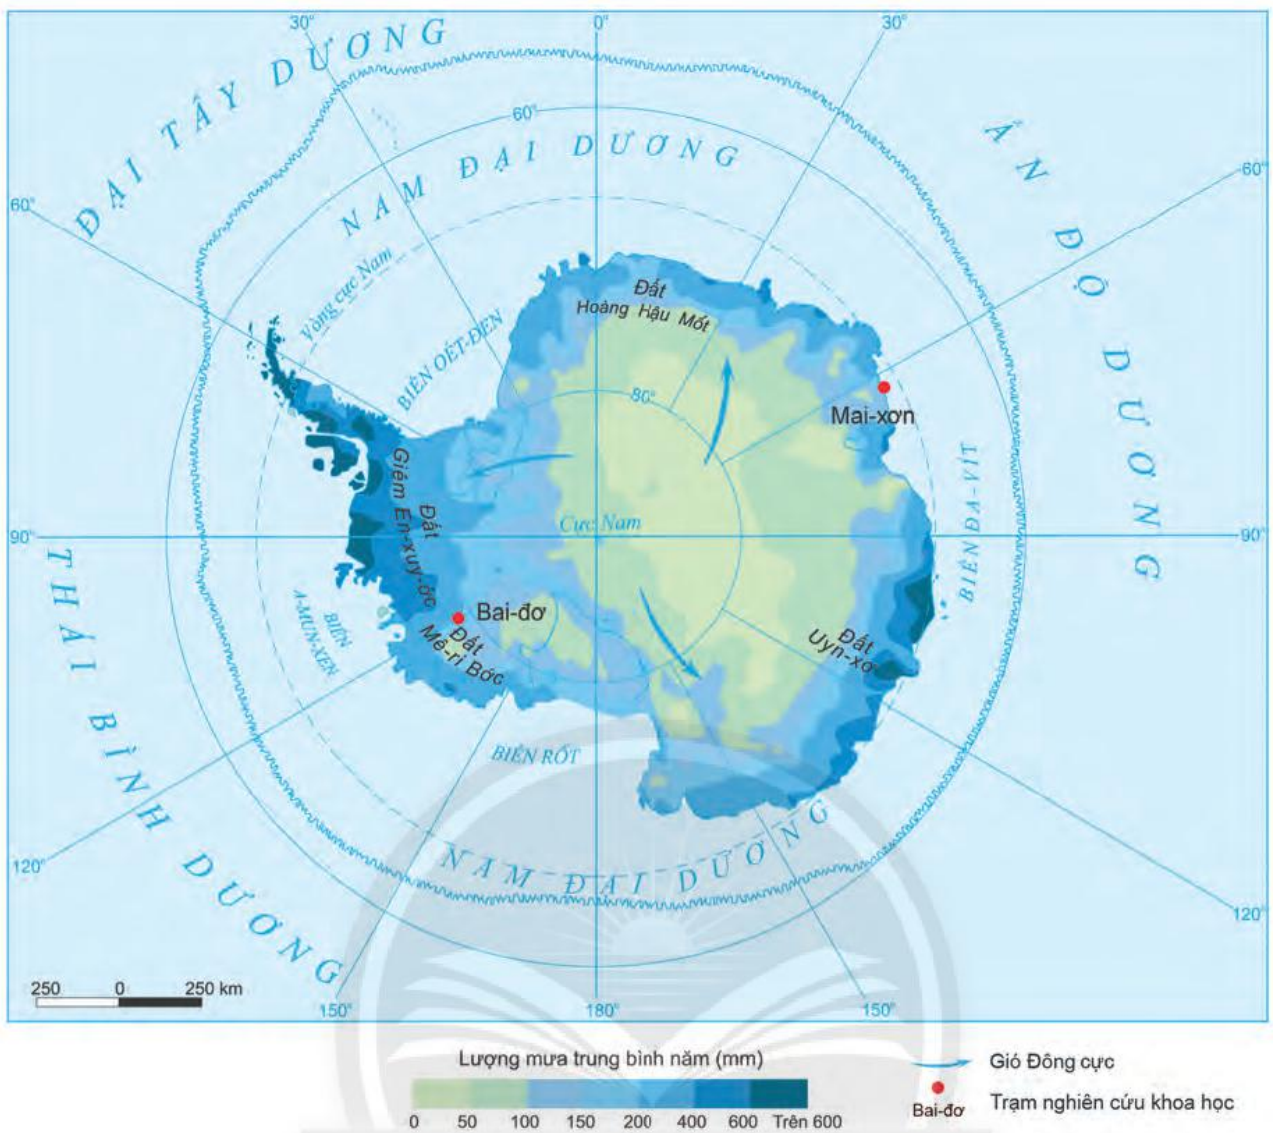 30°
0°
30°
ĐẠI TÂY DƯƠNG
60°
NAM ĐẠI DƯƠNG
ẤN ĐỘ DƯƠNG
60°
60°
Vòng cực Nam
BIỂN OÉT-ĐEN
Đất
Hoàng Hậu Mốt
80°
Mai-xơn
Đất
Giêm Én-xuy-ớc
Cực Nam
BIỂN ĐA-VÍT
90°
90°
THÁI BÌNH DƯƠNG
BIỂN
A-MUN-XEN
Bai-đơ
Đất
Mê-ri Bớc
Đất
Uyn-xơ
BIỂN RỐT
NAM ĐẠI DƯƠNG
120°
120°
250 0 250 km
150°
180°
150°
Lượng mưa trung bình năm (mm)
0 50 100 150 200 400 600 Trên 600
Gió Đông cực
Bai-đơ Trạm nghiên cứu khoa học